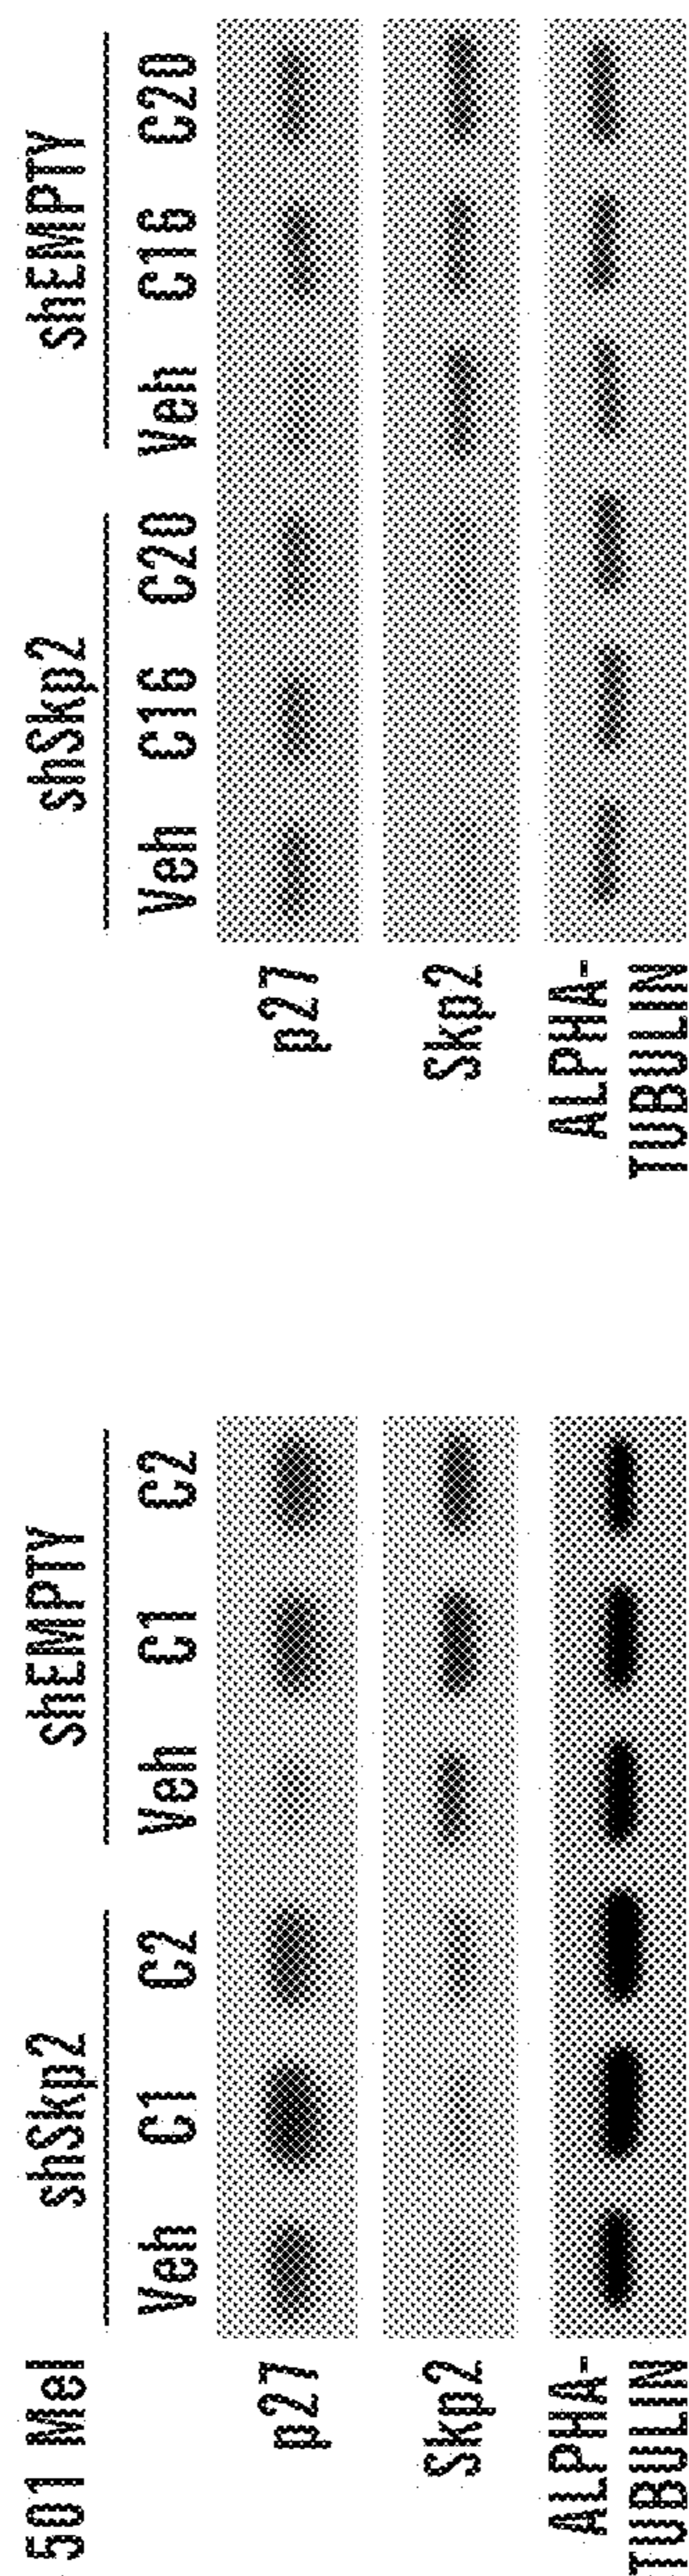 501 Mel
shSkp2 shEMPTY
Veh C1 C2 Veh C1 C2
p27
Skp2
ALPHA-
TUBULIN
shSkp2 shEMPTY
Veh C16 C20 Veh C16 C20
p27
Skp2
ALPHA-
TUBULIN